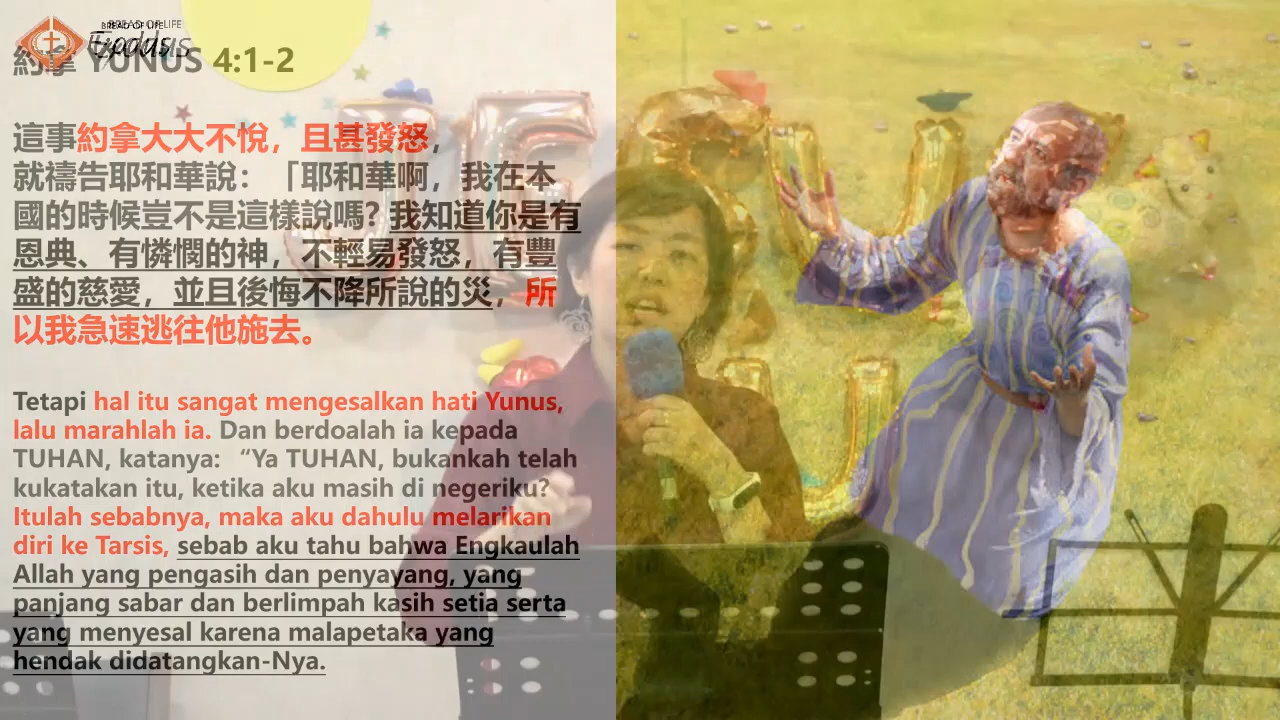 BREAD OF LIFE
Exodus
約拿 YUNUS 4:1-2
這事約拿大大不悅，且甚發怒，
就禱告耶和華說：「耶和華啊，我在本
國的時候豈不是這樣說嗎? 我知道你是有
恩典、有憐憫的神，不輕易發怒，有豐
盛的慈愛，並且後悔不降所說的災，所
以我急速逃往他施去。
Tetapi hal itu sangat mengesalkan hati Yunus,
lalu marahlah ia. Dan berdoalah ia kepada
TUHAN, katanya: “Ya TUHAN, bukankah telah
kukatakan itu, ketika aku masih di negeriku?
Itulah sebabnya, maka aku dahulu melarikan
diri ke Tarsis, sebab aku tahu bahwa Engkaulah
Allah yang pengasih dan penyayang, yang
panjang sabar dan berlimpah kasih setia serta
yang menyesal karena malapetaka yang
hendak didatangkan-Nya.